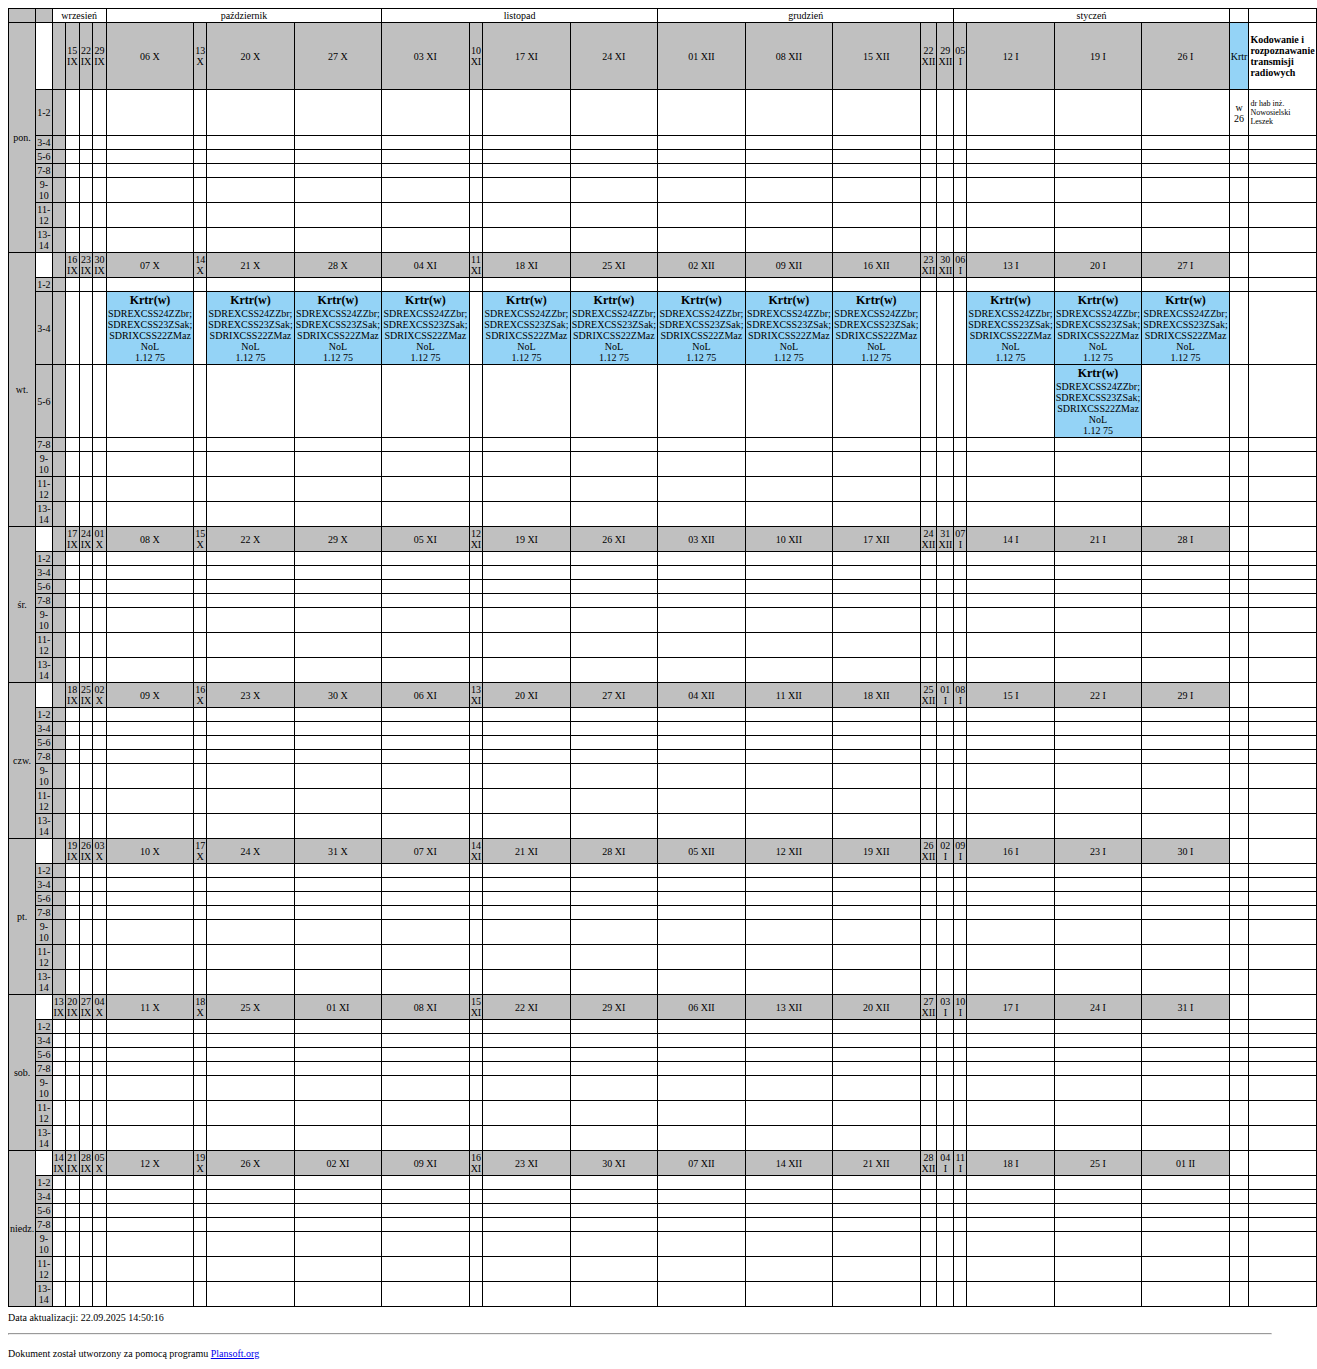 wrzesień październik listopad grudzień styczeń
pon. 15 IX 22 IX 29 IX 06 X 13 X 20 X 27 X 03 XI 10 XI 17 XI 24 XI 01 XII 08 XII 15 XII 22 XII 29 XII 05 I 12 I 19 I 26 I Krtr Kodowanie i rozpoznawanie transmisji radiowych
1-2 w 26 dr hab inż. Nowosielski Leszek
3-4
5-6
7-8
9-10
11-12
13-14
wt. 16 IX 23 IX 30 IX 07 X 14 X 21 X 28 X 04 XI 11 XI 18 XI 25 XI 02 XII 09 XII 16 XII 23 XII 30 XII 06 I 13 I 20 I 27 I
1-2
3-4
Krtr(w) Krtr(w) Krtr(w) Krtr(w) Krtr(w) Krtr(w) Krtr(w) Krtr(w) Krtr(w) Krtr(w) Krtr(w) Krtr(w)
SDREXCSS24ZZbr; SDREXCSS24ZZbr; SDREXCSS24ZZbr; SDREXCSS24ZZbr; SDREXCSS24ZZbr; SDREXCSS24ZZbr; SDREXCSS24ZZbr; SDREXCSS24ZZbr; SDREXCSS24ZZbr; SDREXCSS24ZZbr; SDREXCSS24ZZbr; SDREXCSS24ZZbr;
SDREXCSS23ZSak; SDREXCSS23ZSak; SDREXCSS23ZSak; SDREXCSS23ZSak; SDREXCSS23ZSak; SDREXCSS23ZSak; SDREXCSS23ZSak; SDREXCSS23ZSak; SDREXCSS23ZSak; SDREXCSS23ZSak; SDREXCSS23ZSak; SDREXCSS23ZSak;
SDRIXCSS22ZMaz SDRIXCSS22ZMaz SDRIXCSS22ZMaz SDRIXCSS22ZMaz SDRIXCSS22ZMaz SDRIXCSS22ZMaz SDRIXCSS22ZMaz SDRIXCSS22ZMaz SDRIXCSS22ZMaz SDRIXCSS22ZMaz SDRIXCSS22ZMaz SDRIXCSS22ZMaz
NoL NoL NoL NoL NoL NoL NoL NoL NoL NoL NoL NoL
1.12 75 1.12 75 1.12 75 1.12 75 1.12 75 1.12 75 1.12 75 1.12 75 1.12 75 1.12 75 1.12 75 1.12 75
5-6
Krtr(w)
SDREXCSS24ZZbr;
SDREXCSS23ZSak;
SDRIXCSS22ZMaz
NoL
1.12 75
7-8
9-10
11-12
13-14
śr. 17 IX 24 IX 01 X 08 X 15 X 22 X 29 X 05 XI 12 XI 19 XI 26 XI 03 XII 10 XII 17 XII 24 XII 31 XII 07 I 14 I 21 I 28 I
1-2
3-4
5-6
7-8
9-10
11-12
13-14
czw. 18 IX 25 IX 02 X 09 X 16 X 23 X 30 X 06 XI 13 XI 20 XI 27 XI 04 XII 11 XII 18 XII 25 XII 01 I 08 I 15 I 22 I 29 I
1-2
3-4
5-6
7-8
9-10
11-12
13-14
pt. 19 IX 26 IX 03 X 10 X 17 X 24 X 31 X 07 XI 14 XI 21 XI 28 XI 05 XII 12 XII 19 XII 26 XII 02 I 09 I 16 I 23 I 30 I
1-2
3-4
5-6
7-8
9-10
11-12
13-14
sob. 13 IX 20 IX 27 IX 04 X 11 X 18 X 25 X 01 XI 08 XI 15 XI 22 XI 29 XI 06 XII 13 XII 20 XII 27 XII 03 I 10 I 17 I 24 I 31 I
1-2
3-4
5-6
7-8
9-10
11-12
13-14
niedz 14 IX 21 IX 28 IX 05 X 12 X 19 X 26 X 02 XI 09 XI 16 XI 23 XI 30 XI 07 XII 14 XII 21 XII 28 XII 04 I 11 I 18 I 25 I 01 II
1-2
3-4
5-6
7-8
9-10
11-12
13-14
Data aktualizacji: 22.09.2025 14:50:16
Dokument został utworzony za pomocą programu Plansoft.org